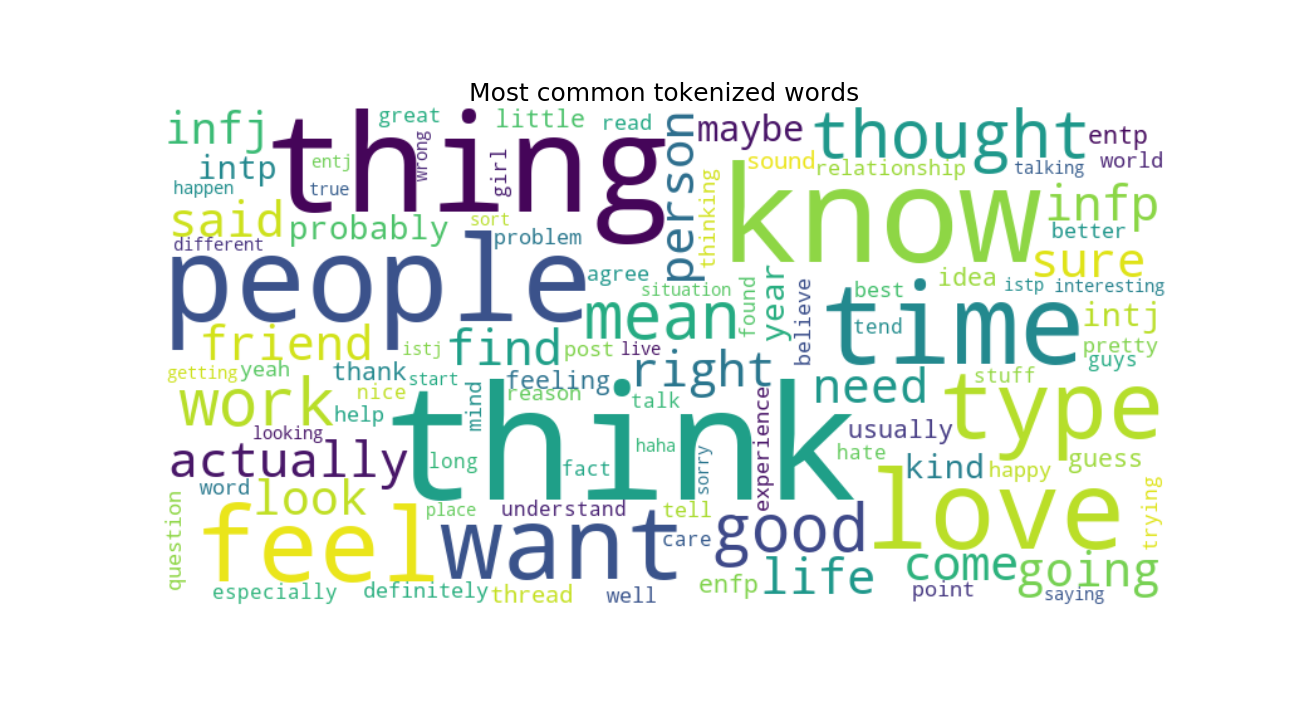 Most common tokenized words
infj
thing
great
little
read
person
maybe
thought
entp
intp
entj
wrong
girl
sound
relationship
talking
world
happen
true
thinking
know
infp
said
probably
sort
problem
better
different
people
agree
situation
found
year
believe
best
idea
sure
istp
interesting
mean
time
tend
intj
friend
istj
find
post
live
right
pretty
guys
getting
yeah
thank
start
feeling
need
stuff
type
work
nice
help
mind
reason
talk
think
experience
usually
looking
haha
hate
guess
actually
long
fact
sorry
kind
happy
word
look
love
trying
question
feel
place
want
understand
tell
care
good
come
going
especially
definitely
thread
well
enfp
life
point
saying